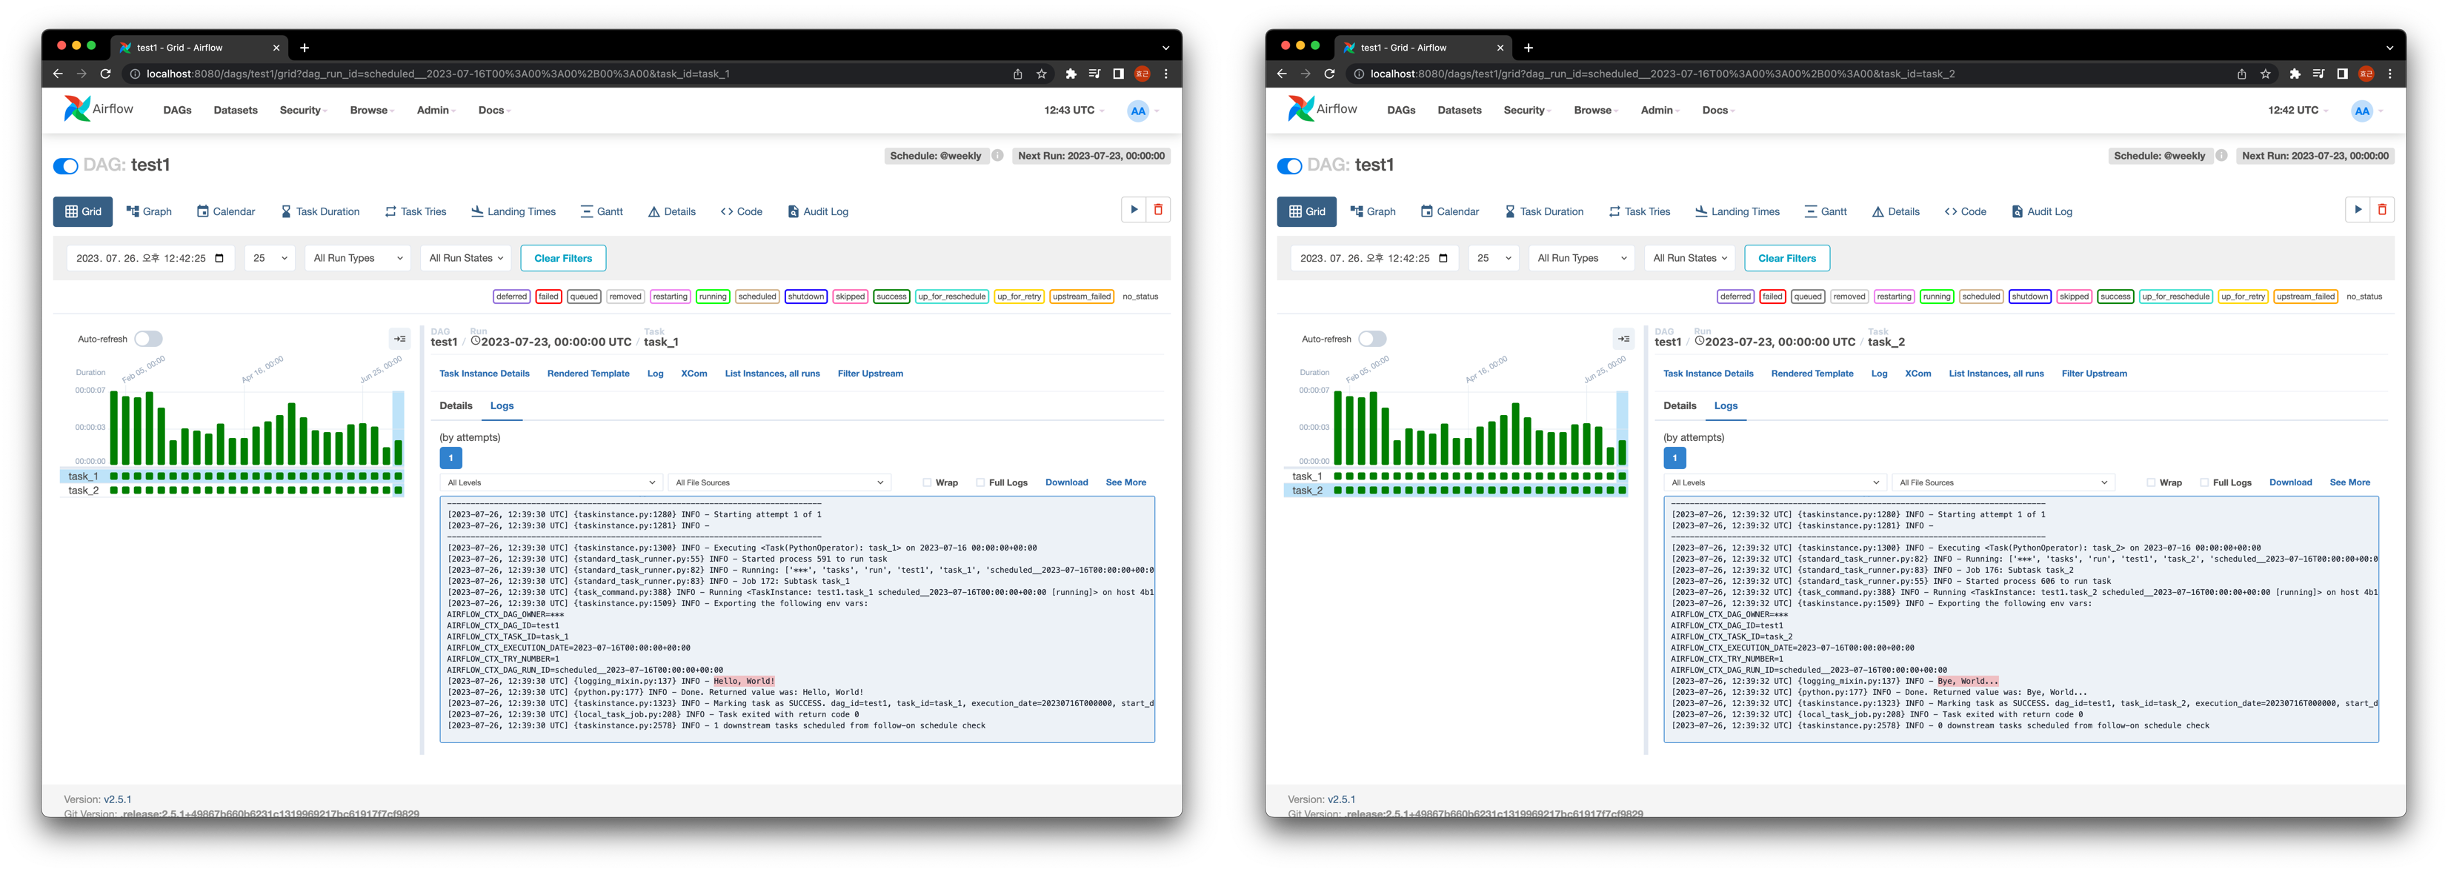 test1 - Grid - Airflow
localhost:8080/dags/test1/grid?dag_run_id=scheduled__2023-07-16T00%3A00%3A00%2B00%3A00&task_id=task_1
Airflow DAGs Datasets Security Browse Admin Docs 12:43 UTC AA
DAG: test1 Schedule: @weekly Next Run: 2023-07-23, 00:00:00
Grid Graph Calendar Task Duration Task Tries Landing Times Gantt Details Code Audit Log
2023. 07. 26. 오후 12:42:25 25 All Run Types All Run States Clear Filters
deferred failed queued removed restarting running scheduled shutdown skipped success up_for_reschedule up_for_retry upstream_failed no_status
Auto-refresh
Feb 05, 00:00 Apr 16, 00:00 Jun 25, 00:00
Duration
00:00:07
00:00:03
00:00:00
task_1
task_2
DAG Run Task
test1 / 2023-07-23, 00:00:00 UTC / task_1
Task Instance Details Rendered Template Log XCom List Instances, all runs Filter Upstream
Details Logs
(by attempts)
1
All Levels All File Sources Wrap Full Logs Download See More
--------------------------------------------------------------------------------
[2023-07-26, 12:39:30 UTC] {taskinstance.py:1280} INFO - Starting attempt 1 of 1
[2023-07-26, 12:39:30 UTC] {taskinstance.py:1281} INFO -
--------------------------------------------------------------------------------
[2023-07-26, 12:39:30 UTC] {taskinstance.py:1300} INFO - Executing <Task(PythonOperator): task_1> on 2023-07-16 00:00:00+00:00
[2023-07-26, 12:39:30 UTC] {standard_task_runner.py:55} INFO - Started process 591 to run task
[2023-07-26, 12:39:30 UTC] {standard_task_runner.py:82} INFO - Running: ['***', 'tasks', 'run', 'test1', 'task_1', 'scheduled__2023-07-16T00:00:00+00:0
[2023-07-26, 12:39:30 UTC] {standard_task_runner.py:83} INFO - Job 172: Subtask task_1
[2023-07-26, 12:39:30 UTC] {task_command.py:388} INFO - Running <TaskInstance: test1.task_1 scheduled__2023-07-16T00:00:00+00:00 [running]> on host 4b1
[2023-07-26, 12:39:30 UTC] {taskinstance.py:1509} INFO - Exporting the following env vars:
AIRFLOW_CTX_DAG_OWNER=***
AIRFLOW_CTX_DAG_ID=test1
AIRFLOW_CTX_TASK_ID=task_1
AIRFLOW_CTX_EXECUTION_DATE=2023-07-16T00:00:00+00:00
AIRFLOW_CTX_TRY_NUMBER=1
AIRFLOW_CTX_DAG_RUN_ID=scheduled__2023-07-16T00:00:00+00:00
[2023-07-26, 12:39:30 UTC] {logging_mixin.py:137} INFO - Hello, World!
[2023-07-26, 12:39:30 UTC] {python.py:177} INFO - Done. Returned value was: Hello, World!
[2023-07-26, 12:39:30 UTC] {taskinstance.py:1323} INFO - Marking task as SUCCESS. dag_id=test1, task_id=task_1, execution_date=20230716T000000, start_d
[2023-07-26, 12:39:30 UTC] {local_task_job.py:208} INFO - Task exited with return code 0
[2023-07-26, 12:39:30 UTC] {taskinstance.py:2578} INFO - 1 downstream tasks scheduled from follow-on schedule check
Version: v2.5.1
Git Version: .release:2.5.1+49867b660b6231c1319969217bc61917f7cf9829
test1 - Grid - Airflow
localhost:8080/dags/test1/grid?dag_run_id=scheduled__2023-07-16T00%3A00%3A00%2B00%3A00&task_id=task_2
Airflow DAGs Datasets Security Browse Admin Docs 12:42 UTC AA
DAG: test1 Schedule: @weekly Next Run: 2023-07-23, 00:00:00
Grid Graph Calendar Task Duration Task Tries Landing Times Gantt Details Code Audit Log
2023. 07. 26. 오후 12:42:25 25 All Run Types All Run States Clear Filters
deferred failed queued removed restarting running scheduled shutdown skipped success up_for_reschedule up_for_retry upstream_failed no_status
Auto-refresh
Feb 05, 00:00 Apr 16, 00:00 Jun 25, 00:00
Duration
00:00:07
00:00:03
00:00:00
task_1
task_2
DAG Run Task
test1 / 2023-07-23, 00:00:00 UTC / task_2
Task Instance Details Rendered Template Log XCom List Instances, all runs Filter Upstream
Details Logs
(by attempts)
1
All Levels All File Sources Wrap Full Logs Download See More
--------------------------------------------------------------------------------
[2023-07-26, 12:39:32 UTC] {taskinstance.py:1280} INFO - Starting attempt 1 of 1
[2023-07-26, 12:39:32 UTC] {taskinstance.py:1281} INFO -
--------------------------------------------------------------------------------
[2023-07-26, 12:39:32 UTC] {taskinstance.py:1300} INFO - Executing <Task(PythonOperator): task_2> on 2023-07-16 00:00:00+00:00
[2023-07-26, 12:39:32 UTC] {standard_task_runner.py:82} INFO - Running: ['***', 'tasks', 'run', 'test1', 'task_2', 'scheduled__2023-07-16T00:00:00+00:0
[2023-07-26, 12:39:32 UTC] {standard_task_runner.py:83} INFO - Job 176: Subtask task_2
[2023-07-26, 12:39:32 UTC] {standard_task_runner.py:55} INFO - Started process 606 to run task
[2023-07-26, 12:39:32 UTC] {task_command.py:388} INFO - Running <TaskInstance: test1.task_2 scheduled__2023-07-16T00:00:00+00:00 [running]> on host 4b1
[2023-07-26, 12:39:32 UTC] {taskinstance.py:1509} INFO - Exporting the following env vars:
AIRFLOW_CTX_DAG_OWNER=***
AIRFLOW_CTX_DAG_ID=test1
AIRFLOW_CTX_TASK_ID=task_2
AIRFLOW_CTX_EXECUTION_DATE=2023-07-16T00:00:00+00:00
AIRFLOW_CTX_TRY_NUMBER=1
AIRFLOW_CTX_DAG_RUN_ID=scheduled__2023-07-16T00:00:00+00:00
[2023-07-26, 12:39:32 UTC] {logging_mixin.py:137} INFO - Bye, World...
[2023-07-26, 12:39:32 UTC] {python.py:177} INFO - Done. Returned value was: Bye, World...
[2023-07-26, 12:39:32 UTC] {taskinstance.py:1323} INFO - Marking task as SUCCESS. dag_id=test1, task_id=task_2, execution_date=20230716T000000, start_d
[2023-07-26, 12:39:32 UTC] {local_task_job.py:208} INFO - Task exited with return code 0
[2023-07-26, 12:39:32 UTC] {taskinstance.py:2578} INFO - 0 downstream tasks scheduled from follow-on schedule check
Version: v2.5.1
Git Version: .release:2.5.1+49867b660b6231c1319969217bc61917f7cf9829